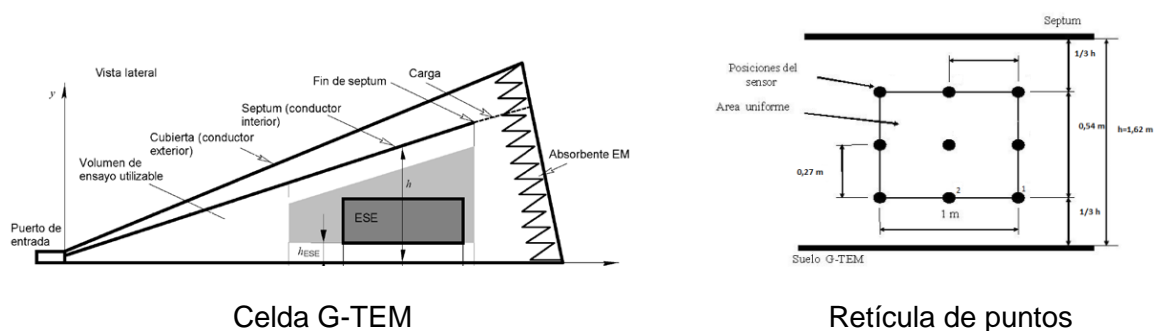 Vista lateral
y
Fin de septum
Carga
Septum (conductor
interior)
Cubierta (conductor
exterior)
Volumen de
ensayo utilizable
Absorbente EM
h
ESE
Puerto de
entrada
hESE
Celda G-TEM
Septum
1/3 h
Posiciones del
sensor
Area uniforme
0,54 m
h=1,62 m
0,27 m
2
1
1 m
1/3 h
Suelo G-TEM
Retícula de puntos